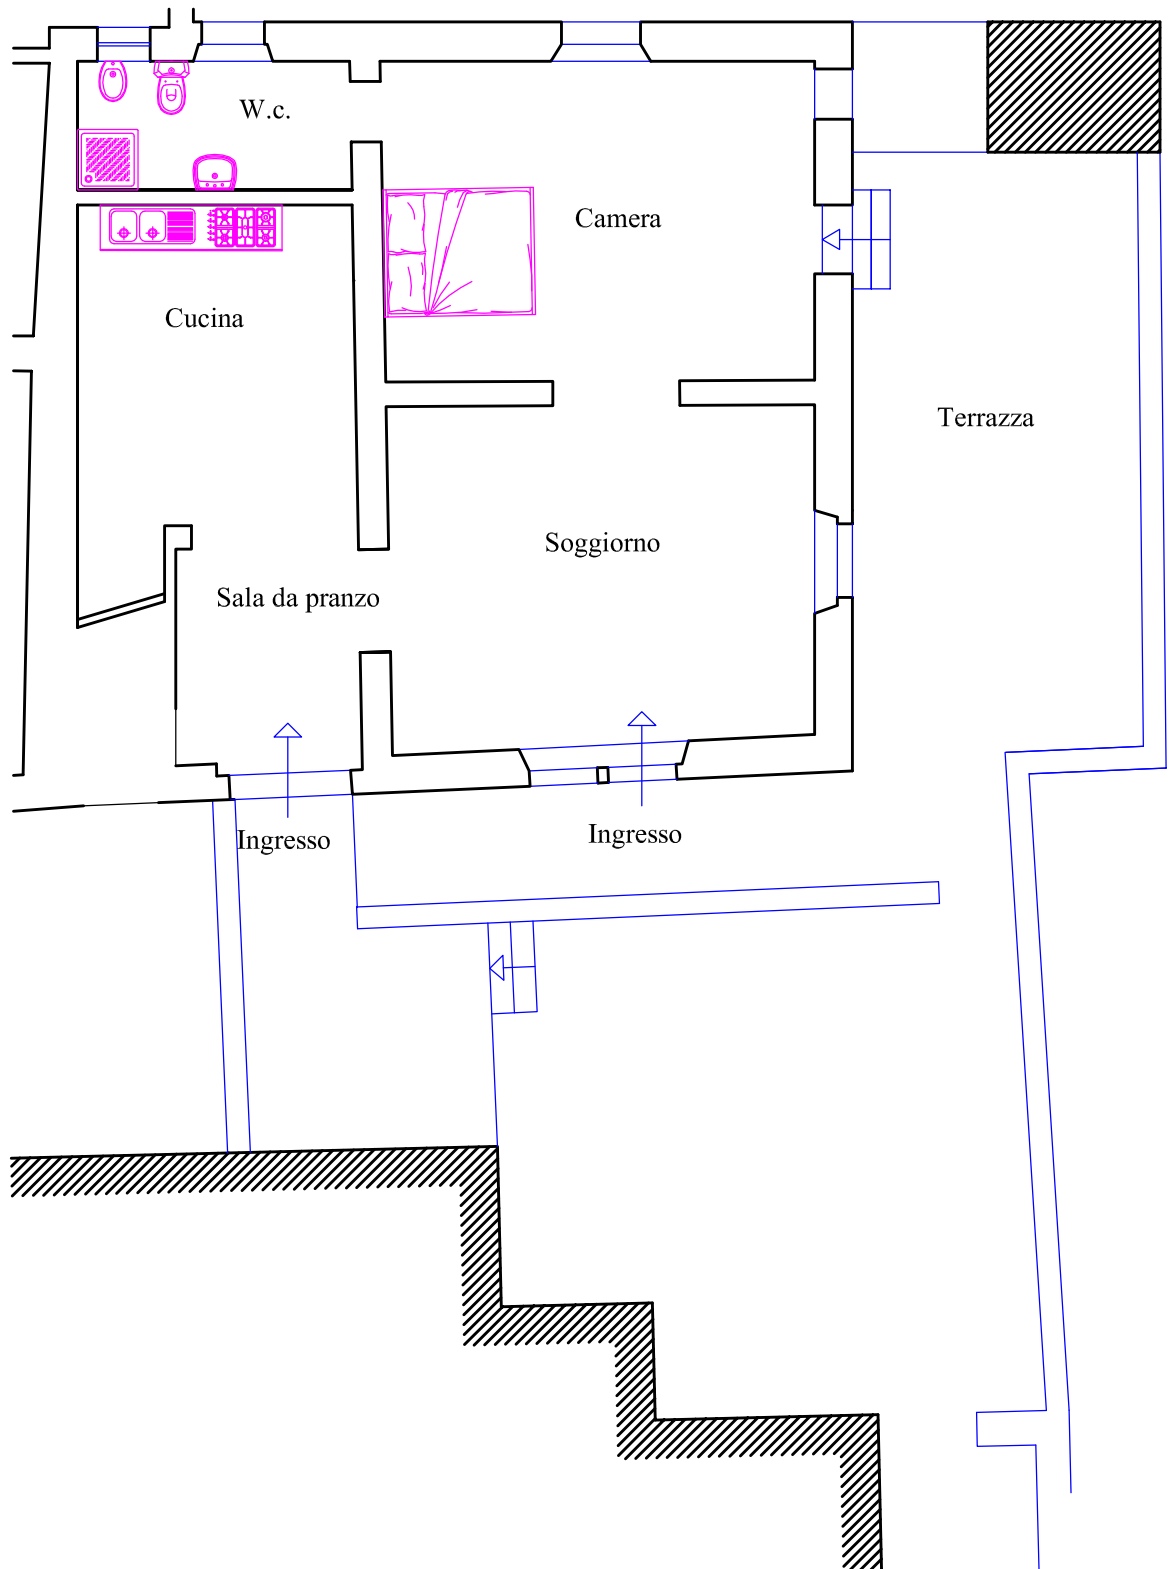 W.c.
Camera
Cucina
Terrazza
Soggiorno
Sala da pranzo
Ingresso
Ingresso